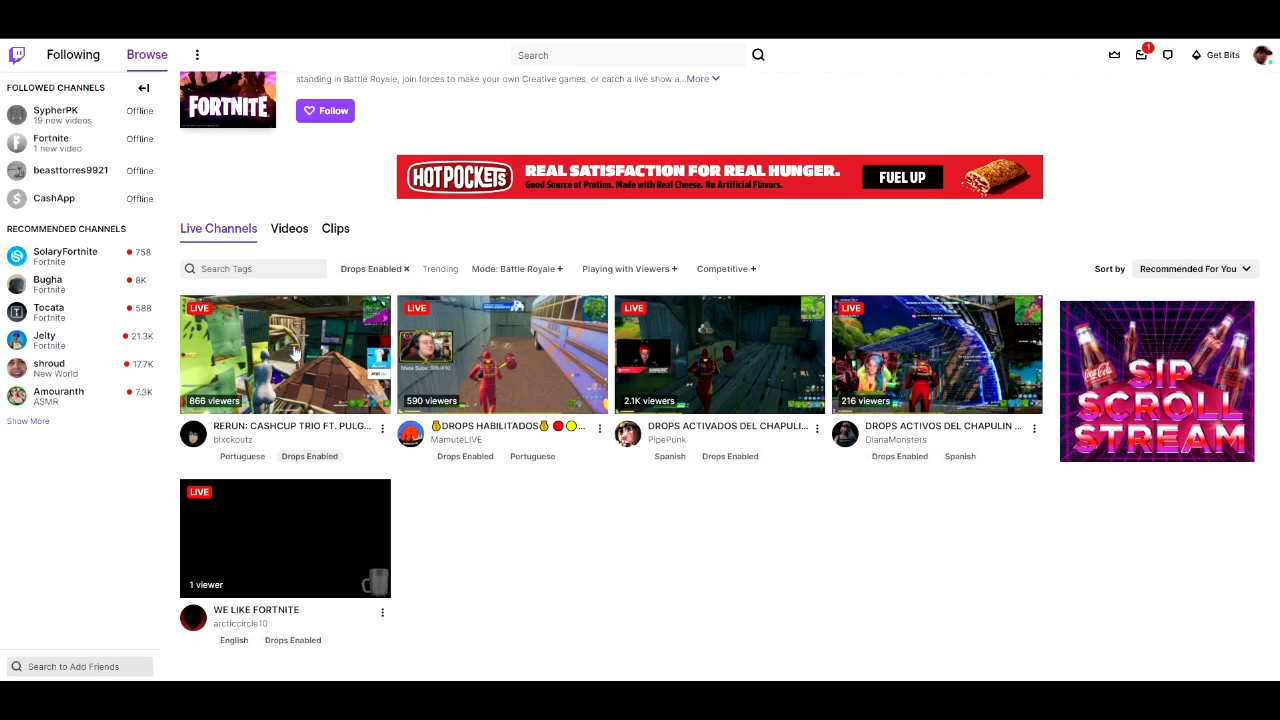 Following
Browse
Search
1
Get Bits
FOLLOWED CHANNELS
SypherPK
Offline
19 new videos
Fortnite
Offline
1 new video
beasttorres9921
Offline
CashApp
Offline
RECOMMENDED CHANNELS
SolaryFortnite
758
Fortnite
Bugha
8K
Fortnite
Tocata
588
Fortnite
Jelty
21.3K
Fortnite
shroud
17.7K
New World
Amouranth
7.3K
ASMR
Show More
Search to Add Friends
FORTNITE
standing in Battle Royale, join forces to make your own Creative games, or catch a live show a...More
Follow
HOT POCKETS
REAL SATISFACTION FOR REAL HUNGER.
Good Source of Protien. Made with Real Cheese. No Artificial Flavors.
FUEL UP
Live Channels
Videos
Clips
Search Tags
Drops Enabled ×
Trending
Mode: Battle Royale +
Playing with Viewers +
Competitive +
Sort by
Recommended For You
LIVE
866 viewers
RERUN: CASHCUP TRIO FT. PULG...
blxckoutz
Portuguese
Drops Enabled
LIVE
590 viewers
DROPS HABILITADOS
MamuteLIVE
Drops Enabled
Portuguese
LIVE
2.1K viewers
DROPS ACTIVADOS DEL CHAPULI...
PipePunk
Spanish
Drops Enabled
LIVE
216 viewers
DROPS ACTIVOS DEL CHAPULIN ...
DianaMonsters
Drops Enabled
Spanish
Coca-Cola
SIP
SCROLL
STREAM
LIVE
1 viewer
WE LIKE FORTNITE
arcticcircle10
English
Drops Enabled